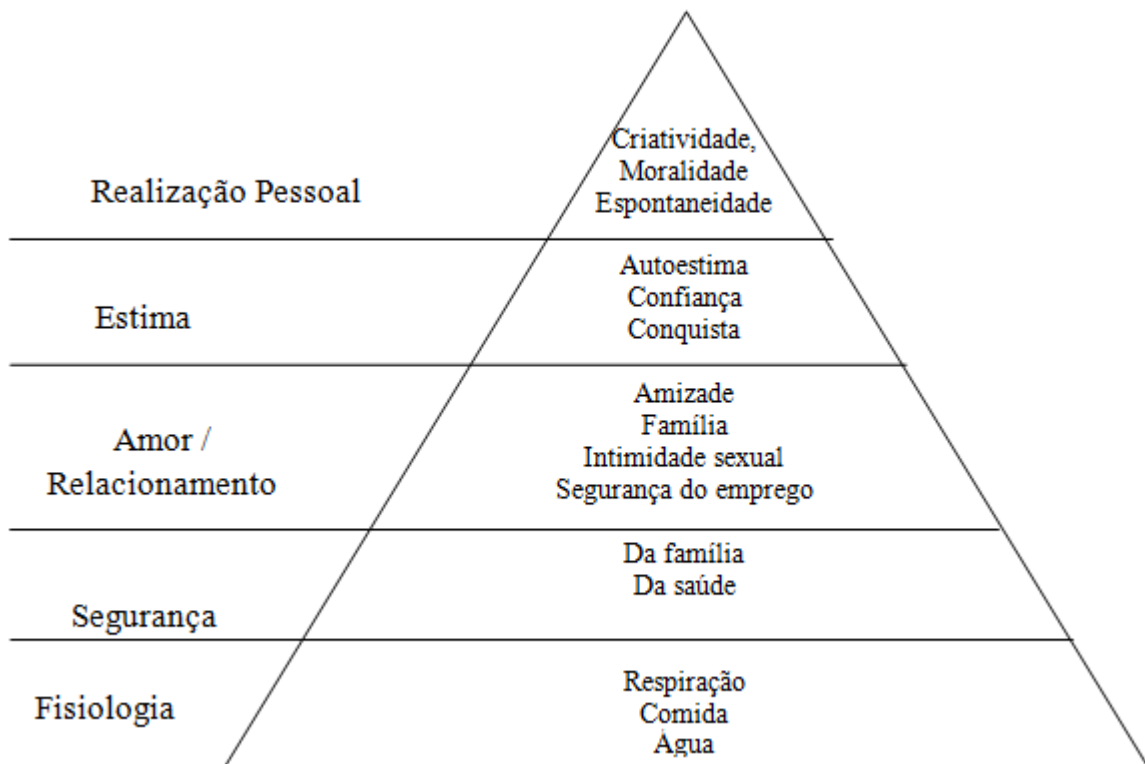 Criatividade,
Moralidade
Realização Pessoal
Espontaneidade
Autoestima
Confiança
Estima
Conquista
Amizade
Família
Amor /
Relacionamento
Intimidade sexual
Segurança do emprego
Da família
Da saúde
Segurança
Respiração
Fisiologia
Comida
Água